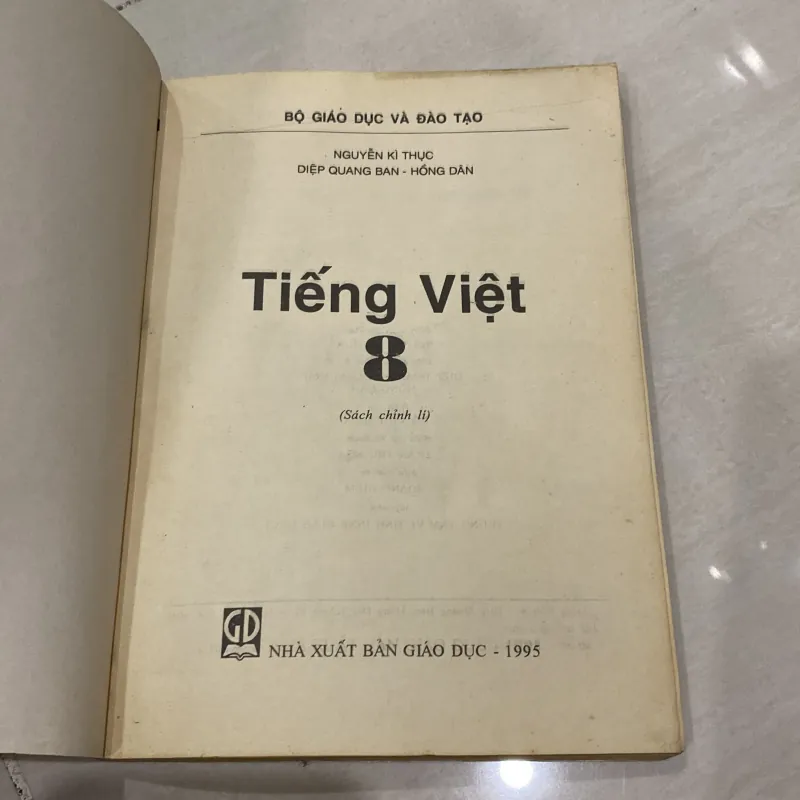 BỘ GIÁO DỤC VÀ ĐÀO TẠO
NGUYỄN KÌ THỤC
DIỆP QUANG BAN - HỒNG DÂN
Tiếng Việt
8
(Sách chỉnh lí)
GD
NHÀ XUẤT BẢN GIÁO DỤC - 1995